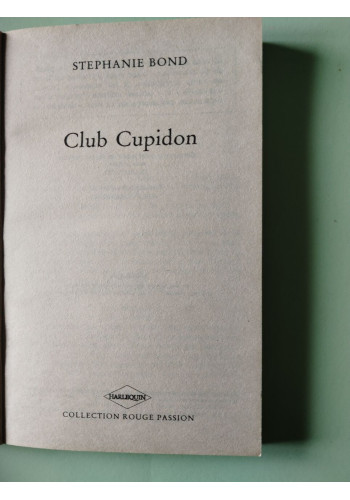 STEPHANIE BOND
Club Cupidon
HARLEQUIN
COLLECTION ROUGE PASSION